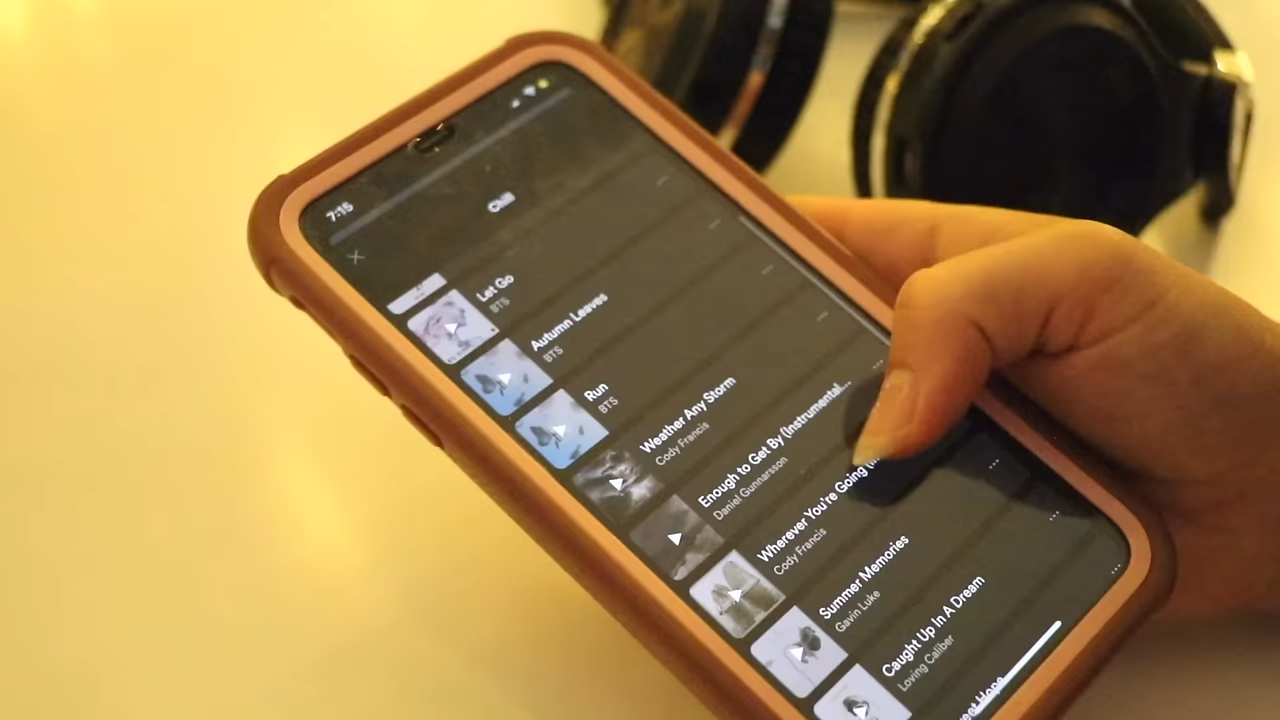 7:15
Chill
Let Go
BTS
Autumn Leaves
BTS
Run
BTS
Weather Any Storm
Cody Francis
Enough to Get By (Instrumental...
Daniel Gunnarsson
Wherever You're Going (I...
Cody Francis
Summer Memories
Gavin Luke
Caught Up In A Dream
Loving Caliber
Hope